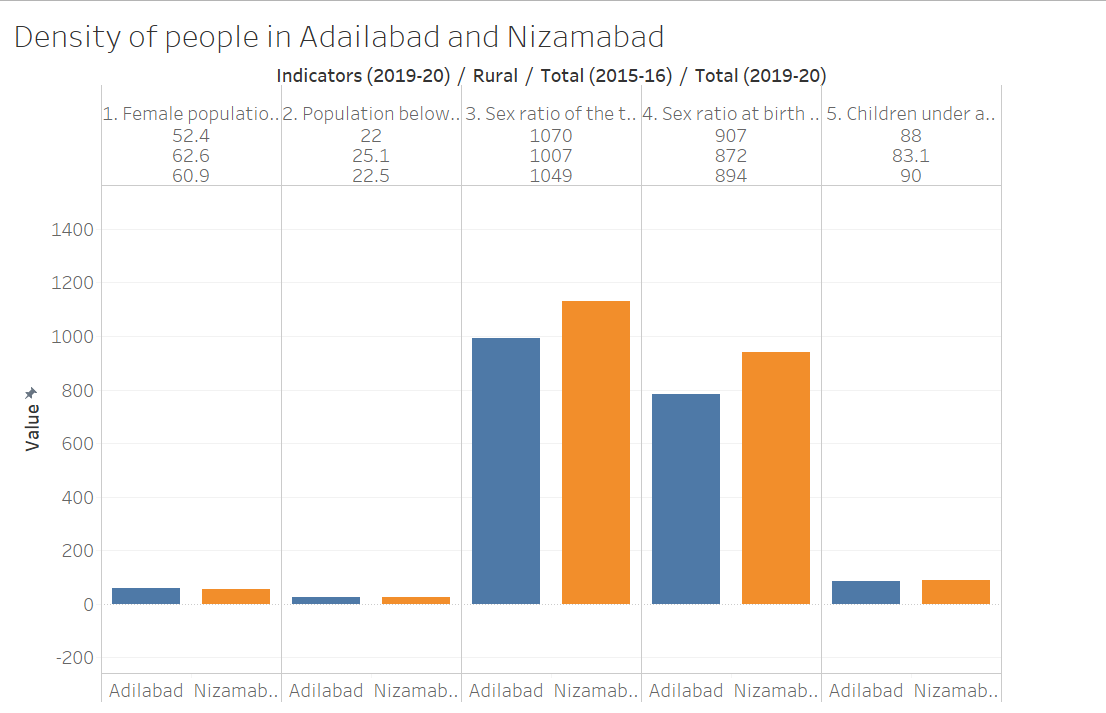 Density of people in Adailabad and Nizamabad
Indicators (2019-20) / Rural / Total (2015-16) / Total (2019-20)
1. Female populatio.. 2. Population below.. 3. Sex ratio of the t.. 4. Sex ratio at birth .. 5. Children under a..
52.4 22 1070 907 88
62.6 25.1 1007 872 83.1
60.9 22.5 1049 894 90
1400
1200
1000
800
600
400
200
0
-200
Value
Adilabad Nizamab.. Adilabad Nizamab.. Adilabad Nizamab.. Adilabad Nizamab.. Adilabad Nizamab..